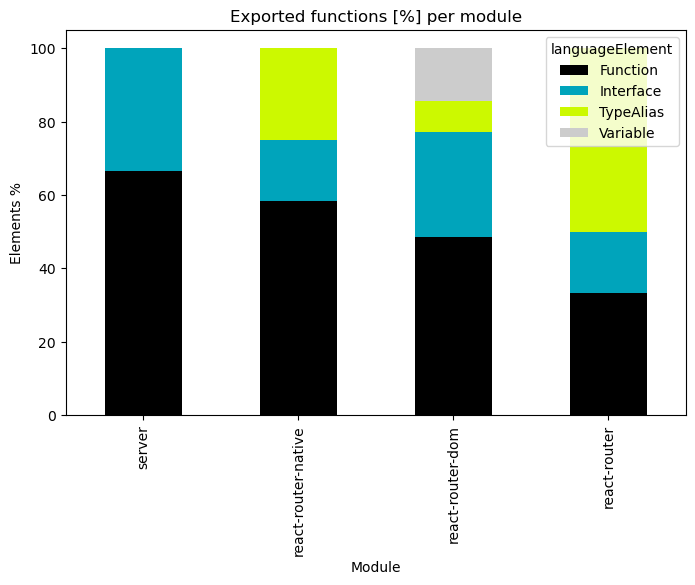 Exported functions [%] per module
languageElement
Function
Interface
TypeAlias
Variable
100
80
60
40
20
0
Elements %
server
react-router-native
react-router-dom
react-router
Module